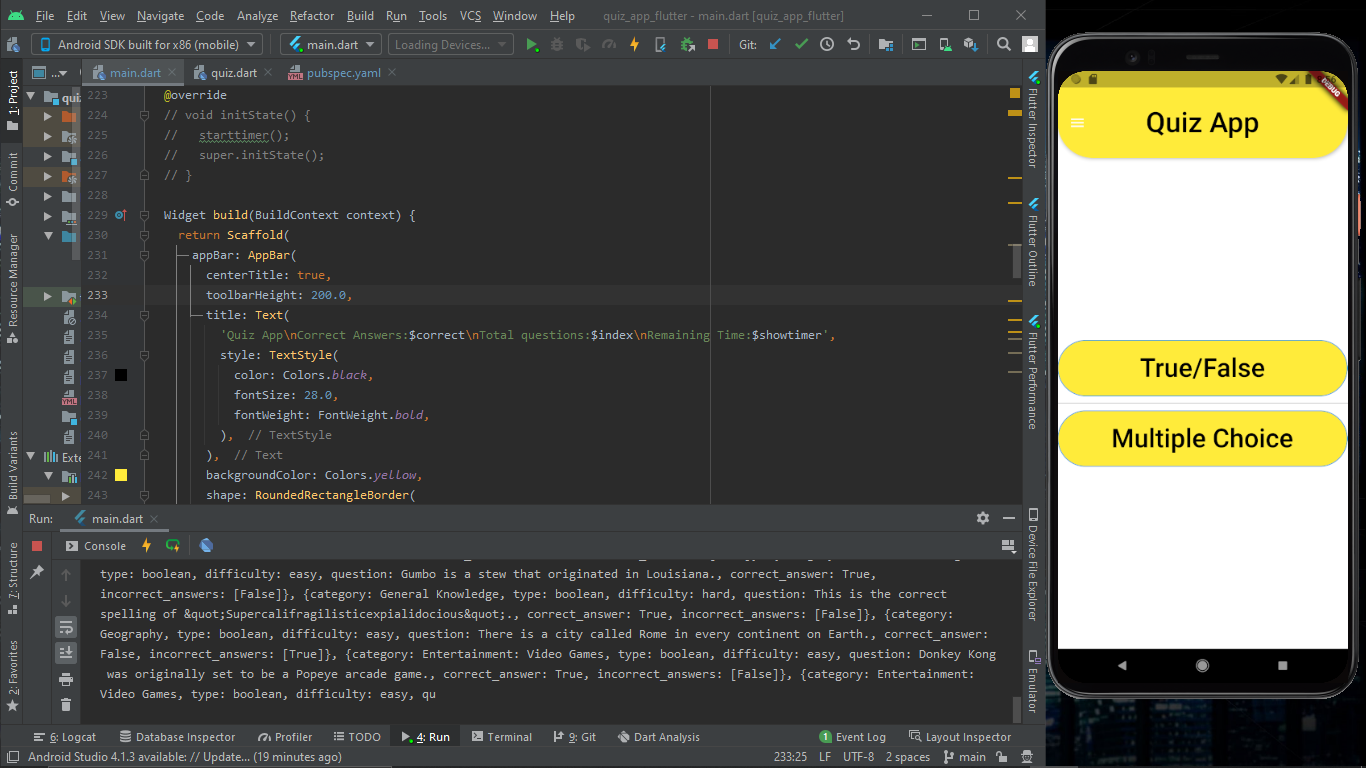 File Edit View Navigate Code Analyze Refactor Build Run Tools VCS Window Help quiz_app_flutter - main.dart [quiz_app_flutter]
Android SDK built for x86 (mobile) main.dart Loading Devices... Git:
1: Project
Commit
Resource Manager
Build Variants
7: Structure
2: Favorites
...
main.dart quiz.dart pubspec.yaml
quiz
Exte
223 @override
224 // void initState() {
225 //   starttimer();
226 //   super.initState();
227 // }
228
229 Widget build(BuildContext context) {
230 return Scaffold(
231 appBar: AppBar(
232 centerTitle: true,
233 toolbarHeight: 200.0,
234 title: Text(
235 'Quiz App\nCorrect Answers:$correct\nTotal questions:$index\nRemaining Time:$showtimer',
236 style: TextStyle(
237 color: Colors.black,
238 fontSize: 28.0,
239 fontWeight: FontWeight.bold,
240 ),  // TextStyle
241 ),  // Text
242 backgroundColor: Colors.yellow,
243 shape: RoundedRectangleBorder(
Flutter Inspector
Flutter Outline
Flutter Performance
Device File Explorer
Emulator
Run: main.dart
Console
type: boolean, difficulty: easy, question: Gumbo is a stew that originated in Louisiana., correct_answer: True,
incorrect_answers: [False]}, {category: General Knowledge, type: boolean, difficulty: hard, question: This is the correct
spelling of &quot;Supercalifragilisticexpialidocious&quot;., correct_answer: True, incorrect_answers: [False]}, {category:
Geography, type: boolean, difficulty: easy, question: There is a city called Rome in every continent on Earth., correct_answer:
False, incorrect_answers: [True]}, {category: Entertainment: Video Games, type: boolean, difficulty: easy, question: Donkey Kong
was originally set to be a Popeye arcade game., correct_answer: True, incorrect_answers: [False]}, {category: Entertainment:
Video Games, type: boolean, difficulty: easy, qu
6: Logcat Database Inspector Profiler TODO 4: Run Terminal 9: Git Dart Analysis 1 Event Log Layout Inspector
Android Studio 4.1.3 available: // Update... (19 minutes ago) 233:25 LF UTF-8 2 spaces main
DEBUG
Quiz App
True/False
Multiple Choice